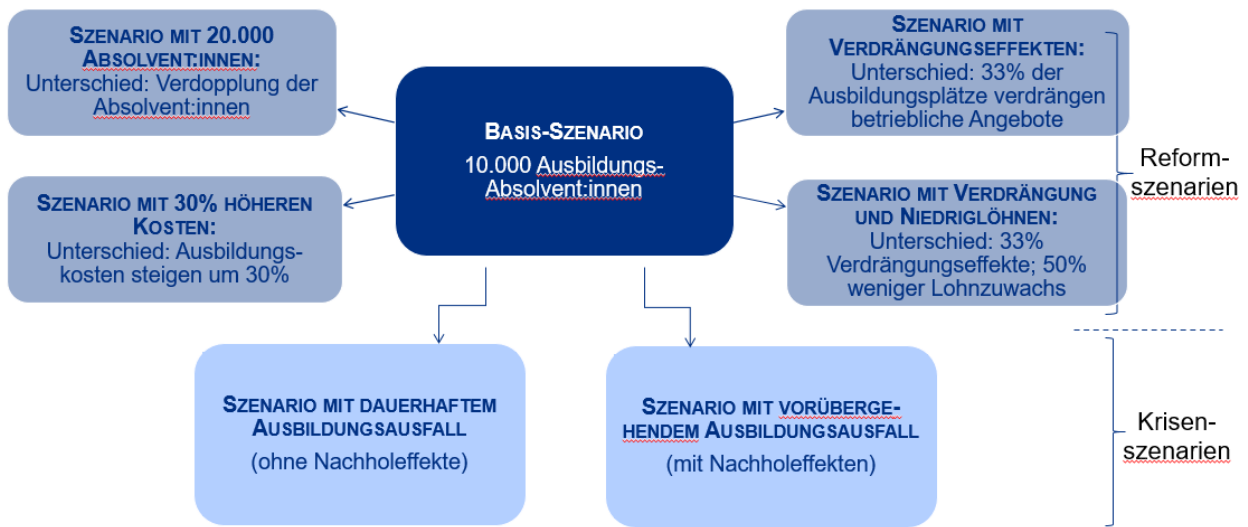 SZENARIO MIT 20.000
ABSOLVENT:INNEN:
Unterschied: Verdopplung der
Absolvent:innen
SZENARIO MIT
VERDRÄNGUNGSEFFEKTEN:
Unterschied: 33% der
Ausbildungsplätze verdrängen
betriebliche Angebote
BASIS-SZENARIO
10.000 Ausbildungs-
Absolvent:innen
Reform-
szenarien
SZENARIO MIT 30% HÖHEREN
KOSTEN:
Unterschied: Ausbildungs-
kosten steigen um 30%
SZENARIO MIT VERDRÄNGUNG
UND NIEDRIGLÖHNEN:
Unterschied: 33%
Verdrängungseffekte; 50%
weniger Lohnzuwachs
SZENARIO MIT DAUERHAFTEM
AUSBILDUNGSAUSFALL
(ohne Nachholeffekte)
SZENARIO MIT VORÜBERGE-
HENDEM AUSBILDUNGSAUSFALL
(mit Nachholeffekten)
Krisen-
szenarien